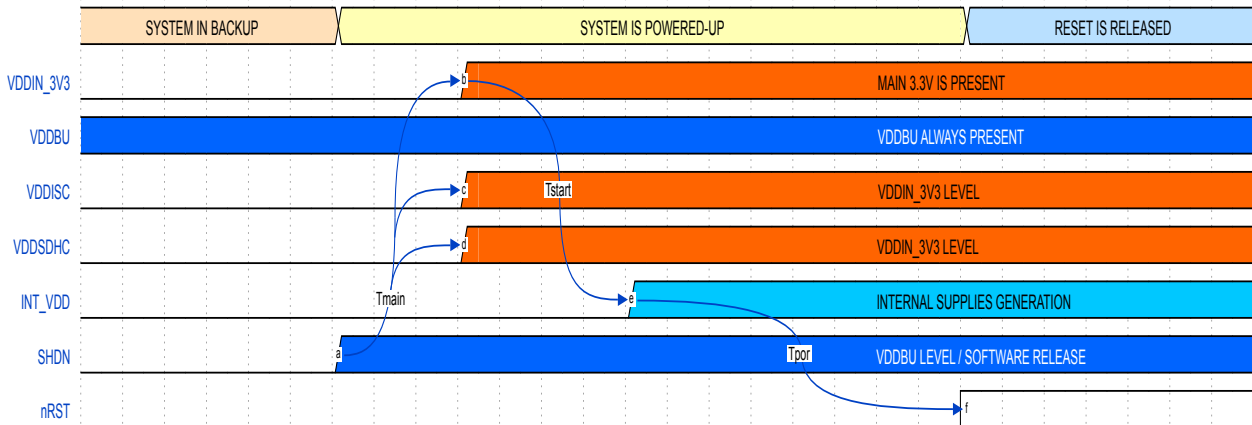 SYSTEM IN BACKUP SYSTEM IS POWERED-UP RESET IS RELEASED
VDDIN_3V3 b MAIN 3.3V IS PRESENT
VDDBU VDDBU ALWAYS PRESENT
VDDISC c Tstart VDDIN_3V3 LEVEL
VDDSDHC d VDDIN_3V3 LEVEL
INT_VDD Tmain e INTERNAL SUPPLIES GENERATION
SHDN a Tpor VDDBU LEVEL / SOFTWARE RELEASE
nRST f